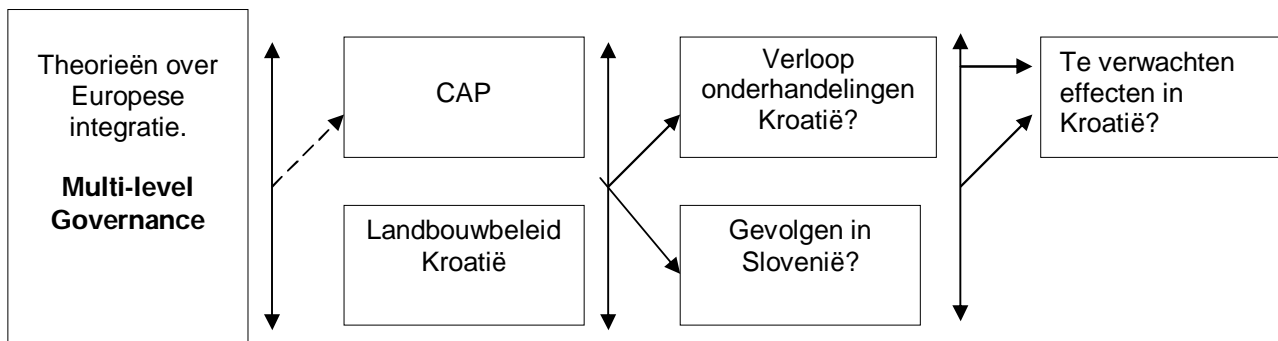 Theorieën over
Europese
integratie.
Multi-level
Governance
CAP
Landbouwbeleid
Kroatië
Verloop
onderhandelingen
Kroatië?
Gevolgen in
Slovenië?
Te verwachten
effecten in
Kroatië?